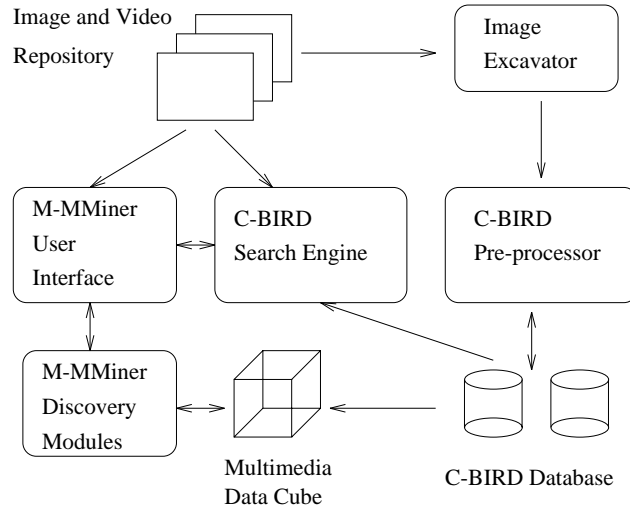 Image and Video
Repository
Image
Excavator
M-MMiner
User
Interface
C-BIRD
Search Engine
C-BIRD
Pre-processor
M-MMiner
Discovery
Modules
Multimedia
Data Cube
C-BIRD Database